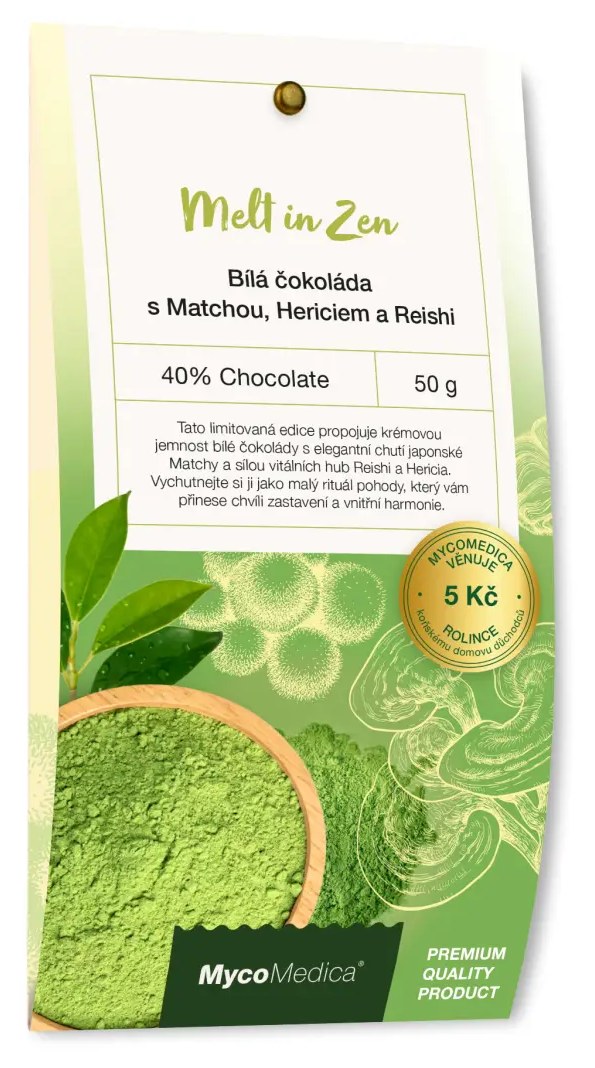 Melt in Zen
Bílá čokoláda
s Matchou, Hericiem a Reishi
40% Chocolate
50 g
Tato limitovaná edice propojuje krémovou
jemnost bílé čokolády s elegantní chutí japonské
Matchy a sílou vitálních hub Reishi a Hericia.
Vychutnejte si ji jako malý rituál pohody, který vám
přinese chvíli zastavení a vnitřní harmonie.
MYCOMEDICA
VĚNUJE
5 Kč
ROLINCE
koňskému domovu důchodců
MycoMedica®
PREMIUM
QUALITY
PRODUCT